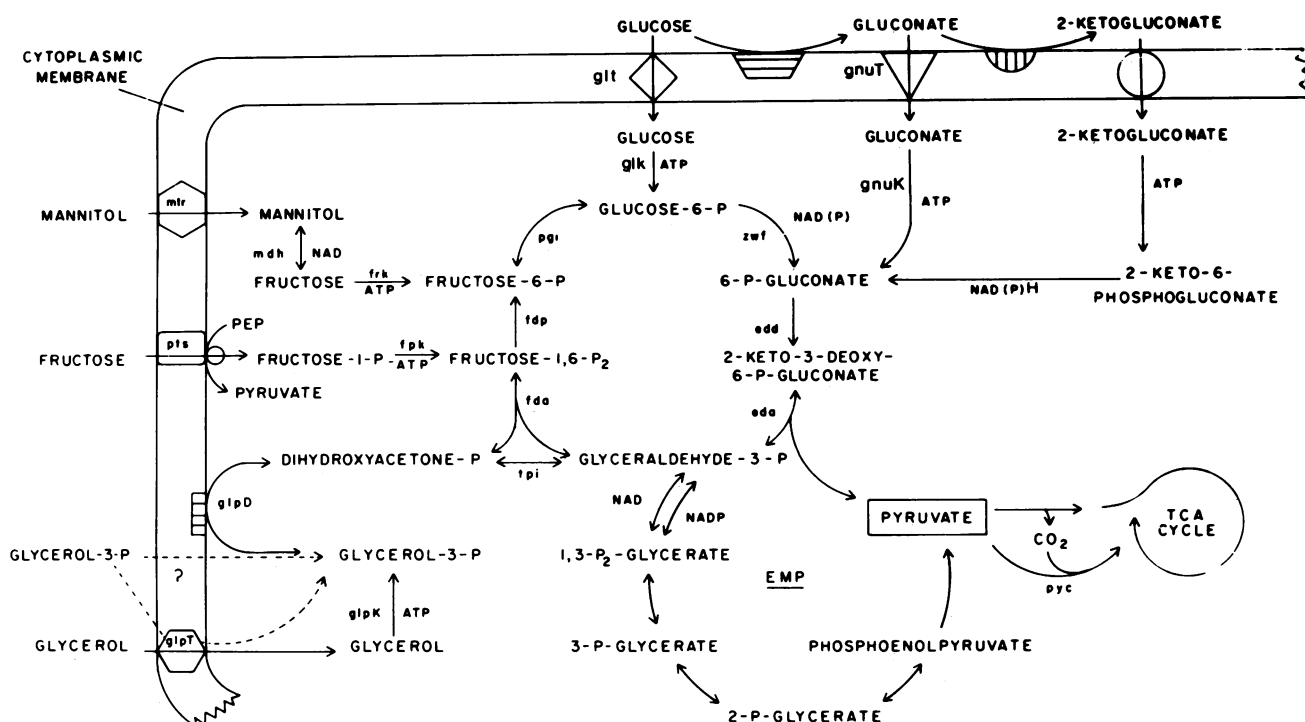 GLUCOSE
GLUCONATE
2-KETOGLUCONATE
CYTOPLASMIC
MEMBRANE
glt
gnuT
GLUCOSE
GLUCONATE
2-KETOGLUCONATE
glk ATP
gnuK
ATP
ATP
mtr
MANNITOL
MANNITOL
GLUCOSE-6-P
NAD(P)
zwf
pgi
mdh NAD
FRUCTOSE
frk
ATP
FRUCTOSE-6-P
6-P-GLUCONATE
NAD(P)H
2-KETO-6-
PHOSPHOGLUCONATE
fdp
edd
PEP
pts
FRUCTOSE
FRUCTOSE-1-P
fpk
ATP
FRUCTOSE-1,6-P2
2-KETO-3-DEOXY-
6-P-GLUCONATE
PYRUVATE
fda
eda
DIHYDROXYACETONE-P
tpi
GLYCERALDEHYDE-3-P
glpD
NAD
NADP
PYRUVATE
CO2
TCA
CYCLE
pyc
GLYCEROL-3-P
GLYCEROL-3-P
1,3-P2-GLYCERATE
?
EMP
glpK ATP
glpT
GLYCEROL
GLYCEROL
3-P-GLYCERATE
PHOSPHOENOLPYRUVATE
2-P-GLYCERATE